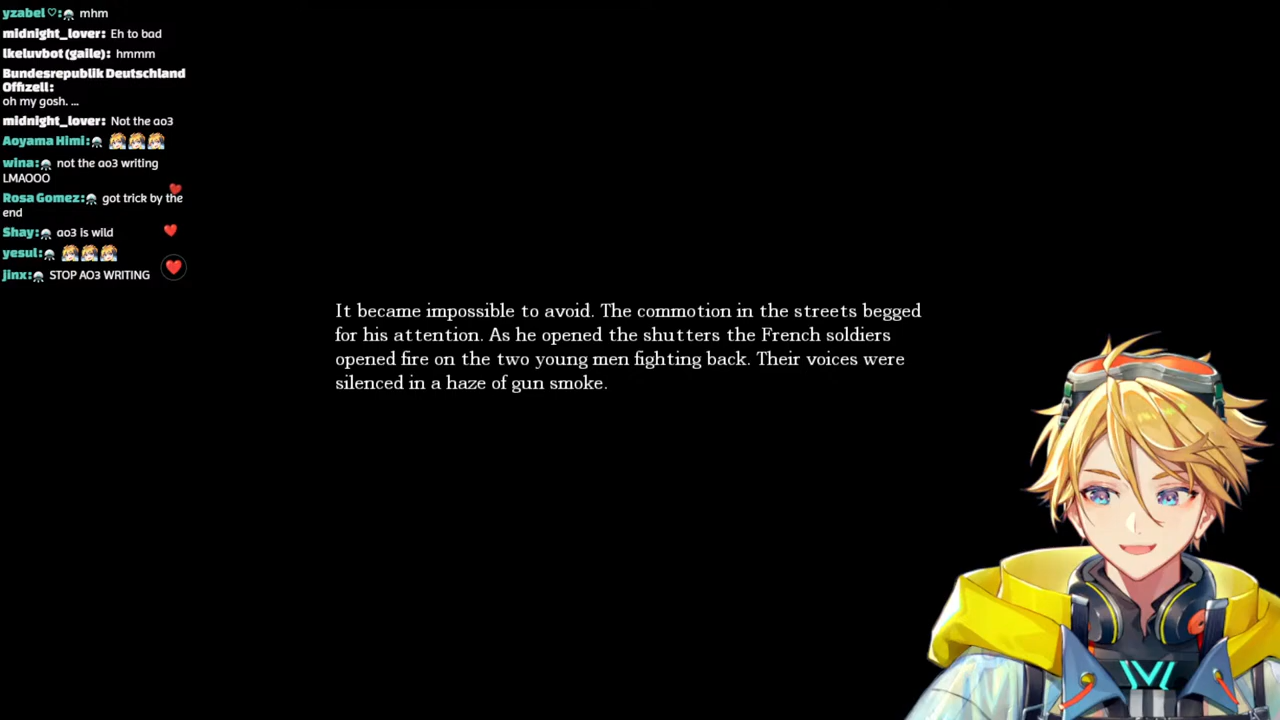 yzabel ♡: mhm
midnight_lover: Eh to bad
lkeluvbot (gaile): hmmm
Bundesrepublik Deutschland
Offizell:
oh my gosh. ...
midnight_lover: Not the ao3
Aoyama Himi:
wina: not the ao3 writing
LMAOOO
Rosa Gomez: got trick by the
end
Shay: ao3 is wild
yesui:
jinx: STOP AO3 WRITING
It became impossible to avoid. The commotion in the streets begged
for his attention. As he opened the shutters the French soldiers
opened fire on the two young men fighting back. Their voices were
silenced in a haze of gun smoke.